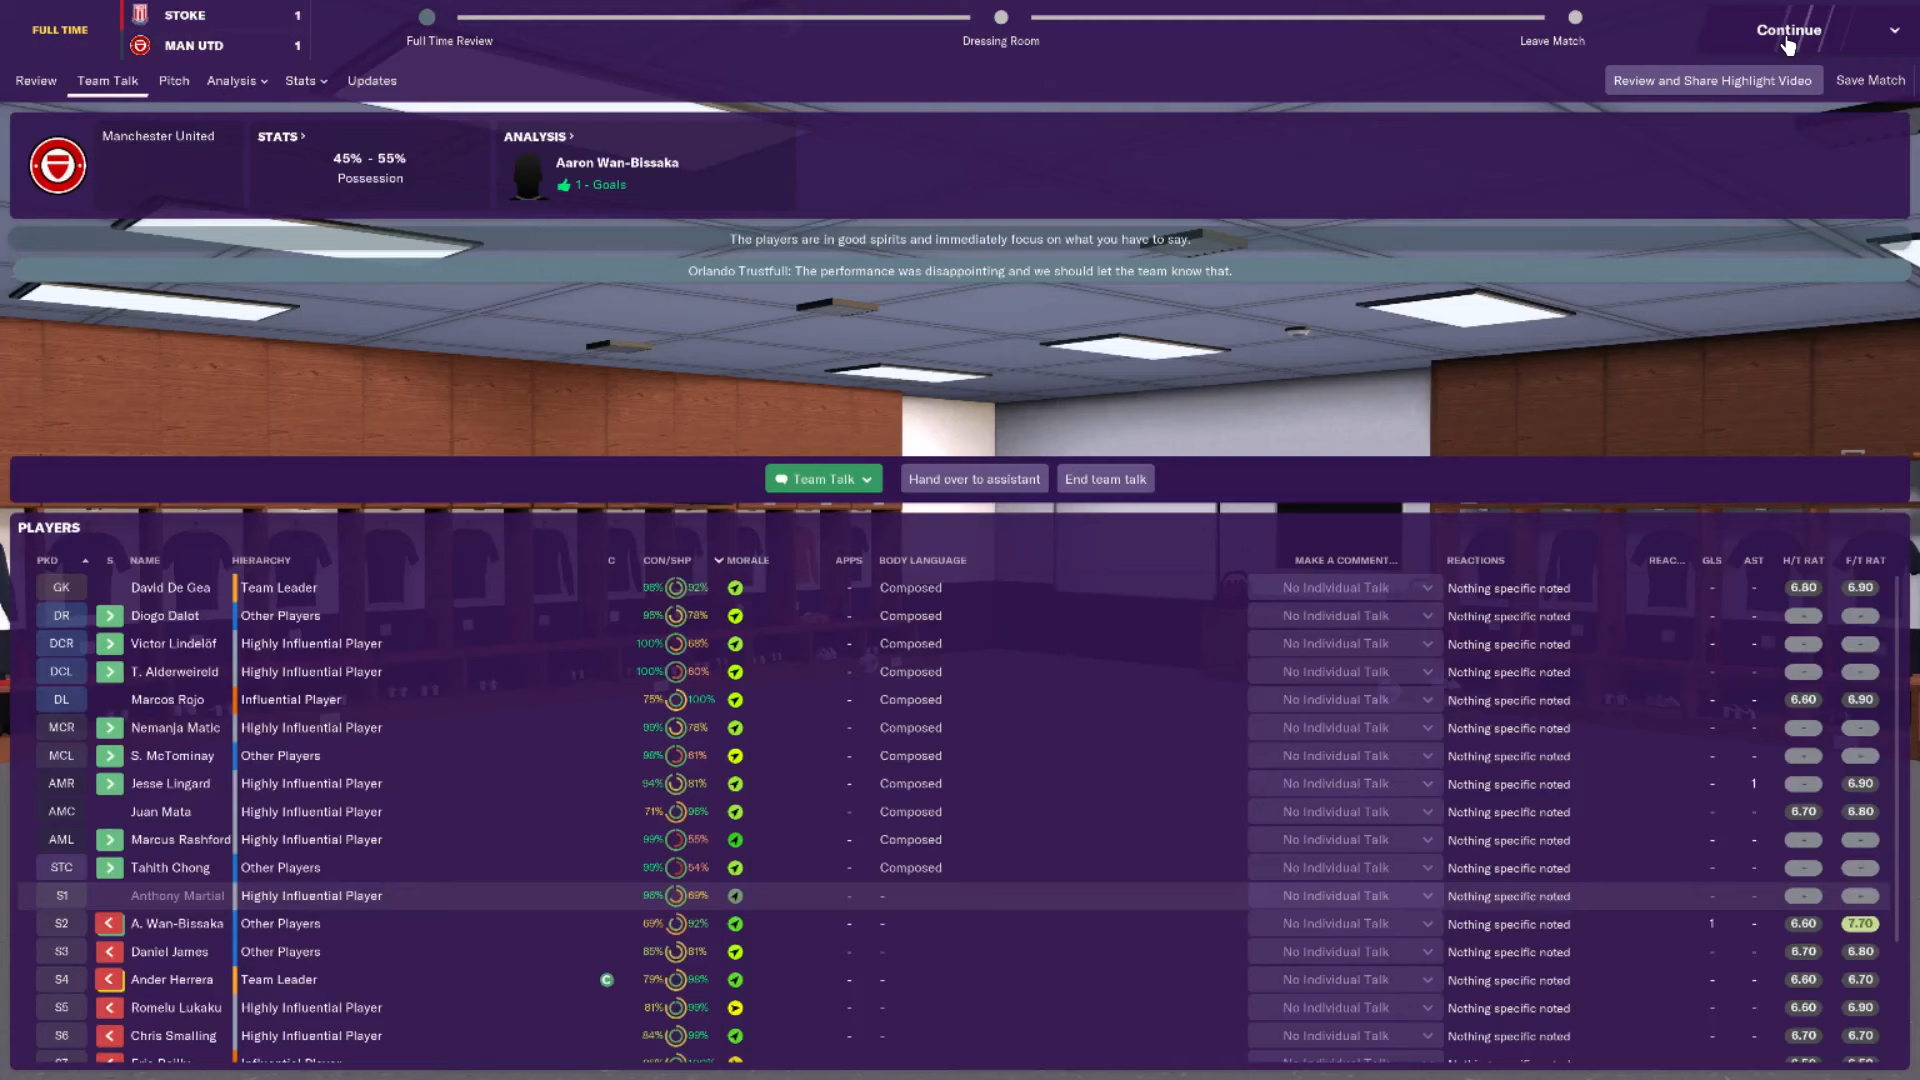 FULL TIME
STOKE 1
MAN UTD 1
Full Time Review
Dressing Room
Leave Match
Continue
Review Team Talk Pitch Analysis Stats Updates
Review and Share Highlight Video Save Match
Manchester United
STATS
45% - 55%
Possession
ANALYSIS
Aaron Wan-Bissaka
1 - Goals
The players are in good spirits and immediately focus on what you have to say.
Orlando Trustfull: The performance was disappointing and we should let the team know that.
Team Talk Hand over to assistant End team talk
PLAYERS
PKD S NAME HIERARCHY C CON/SHP MORALE APPS BODY LANGUAGE MAKE A COMMENT... REACTIONS REAC... GLS AST H/T RAT F/T RAT
GK David De Gea Team Leader 98% 92% - Composed No Individual Talk Nothing specific noted - - 6.80 6.90
DR Diogo Dalot Other Players 95% 78% - Composed No Individual Talk Nothing specific noted - - - -
DCR Victor Lindelöf Highly Influential Player 100% 68% - Composed No Individual Talk Nothing specific noted - - - -
DCL T. Alderweireld Highly Influential Player 100% 60% - Composed No Individual Talk Nothing specific noted - - - -
DL Marcos Rojo Influential Player 75% 100% - Composed No Individual Talk Nothing specific noted - - 6.60 6.90
MCR Nemanja Matic Highly Influential Player 99% 78% - Composed No Individual Talk Nothing specific noted - - - -
MCL S. McTominay Other Players 98% 61% - Composed No Individual Talk Nothing specific noted - - - -
AMR Jesse Lingard Highly Influential Player 94% 81% - Composed No Individual Talk Nothing specific noted - 1 - 6.90
AMC Juan Mata Highly Influential Player 71% 96% - Composed No Individual Talk Nothing specific noted - - 6.70 6.80
AML Marcus Rashford Highly Influential Player 99% 55% - Composed No Individual Talk Nothing specific noted - - - -
STC Tahith Chong Other Players 99% 54% - Composed No Individual Talk Nothing specific noted - - - -
S1 Anthony Martial Highly Influential Player 96% 69% - - No Individual Talk Nothing specific noted - - - -
S2 A. Wan-Bissaka Other Players 69% 92% - - No Individual Talk Nothing specific noted 1 - 6.60 7.70
S3 Daniel James Other Players 85% 81% - - No Individual Talk Nothing specific noted - - 6.70 6.80
S4 Ander Herrera Team Leader C 79% 98% - - No Individual Talk Nothing specific noted - - 6.60 6.70
S5 Romelu Lukaku Highly Influential Player 81% 99% - - No Individual Talk Nothing specific noted - - 6.60 6.90
S6 Chris Smalling Highly Influential Player 84% 99% - - No Individual Talk Nothing specific noted - - 6.70 6.70